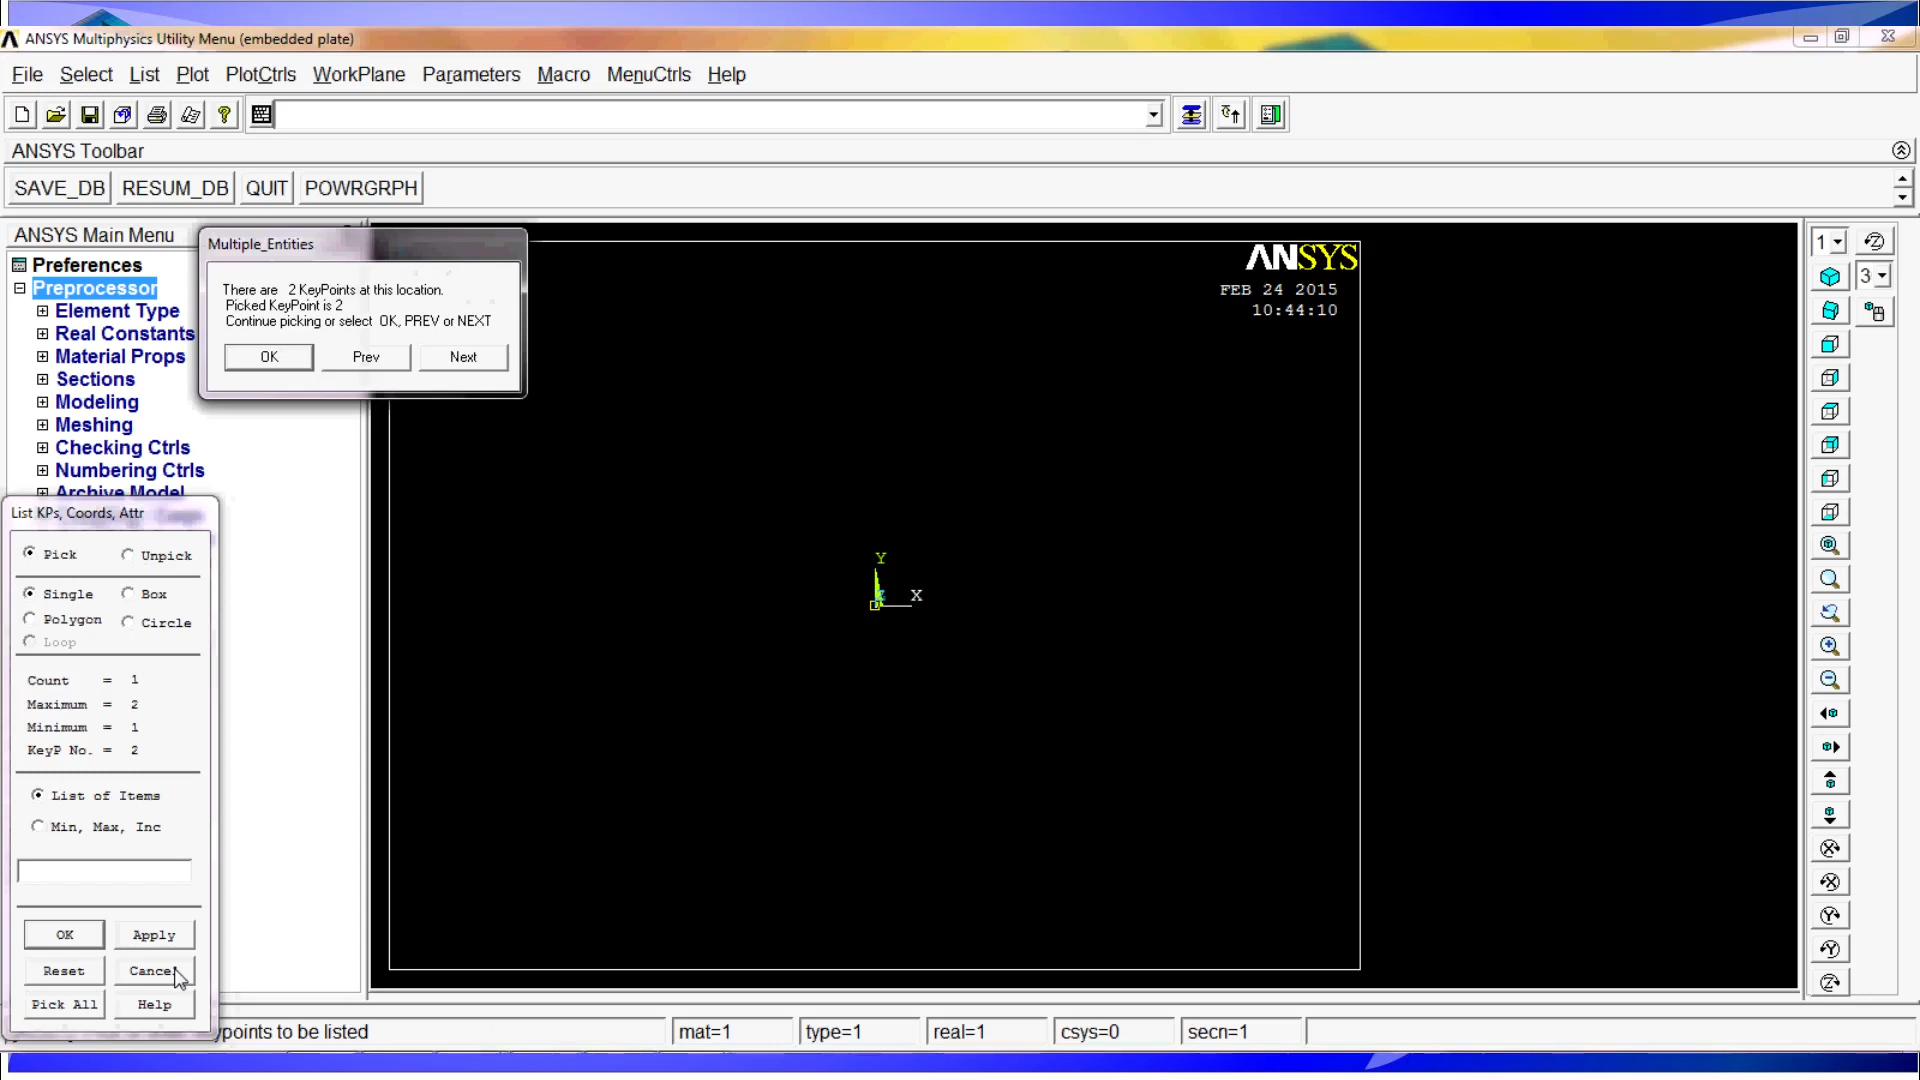 ANSYS Multiphysics Utility Menu (embedded plate)
File Select List Plot PlotCtrls WorkPlane Parameters Macro MenuCtrls Help
ANSYS Toolbar
SAVE_DB RESUM_DB QUIT POWRGRPH
ANSYS Main Menu
Preferences
Preprocessor
Element Type
Real Constants
Material Props
Sections
Modeling
Meshing
Checking Ctrls
Numbering Ctrls
Archive Model
Multiple_Entities
There are 2 KeyPoints at this location.
Picked KeyPoint is 2
Continue picking or select OK, PREV or NEXT
OK Prev Next
List KPs, Coords, Attr
Pick Unpick
Single Box
Polygon Circle
Loop
Count = 1
Maximum = 2
Minimum = 1
KeyP No. = 2
List of Items
Min, Max, Inc
OK Apply
Reset Cancel
Pick All Help
ANSYS
FEB 24 2015
10:44:10
Y
X
1
3
ypoints to be listed
mat=1 type=1 real=1 csys=0 secn=1